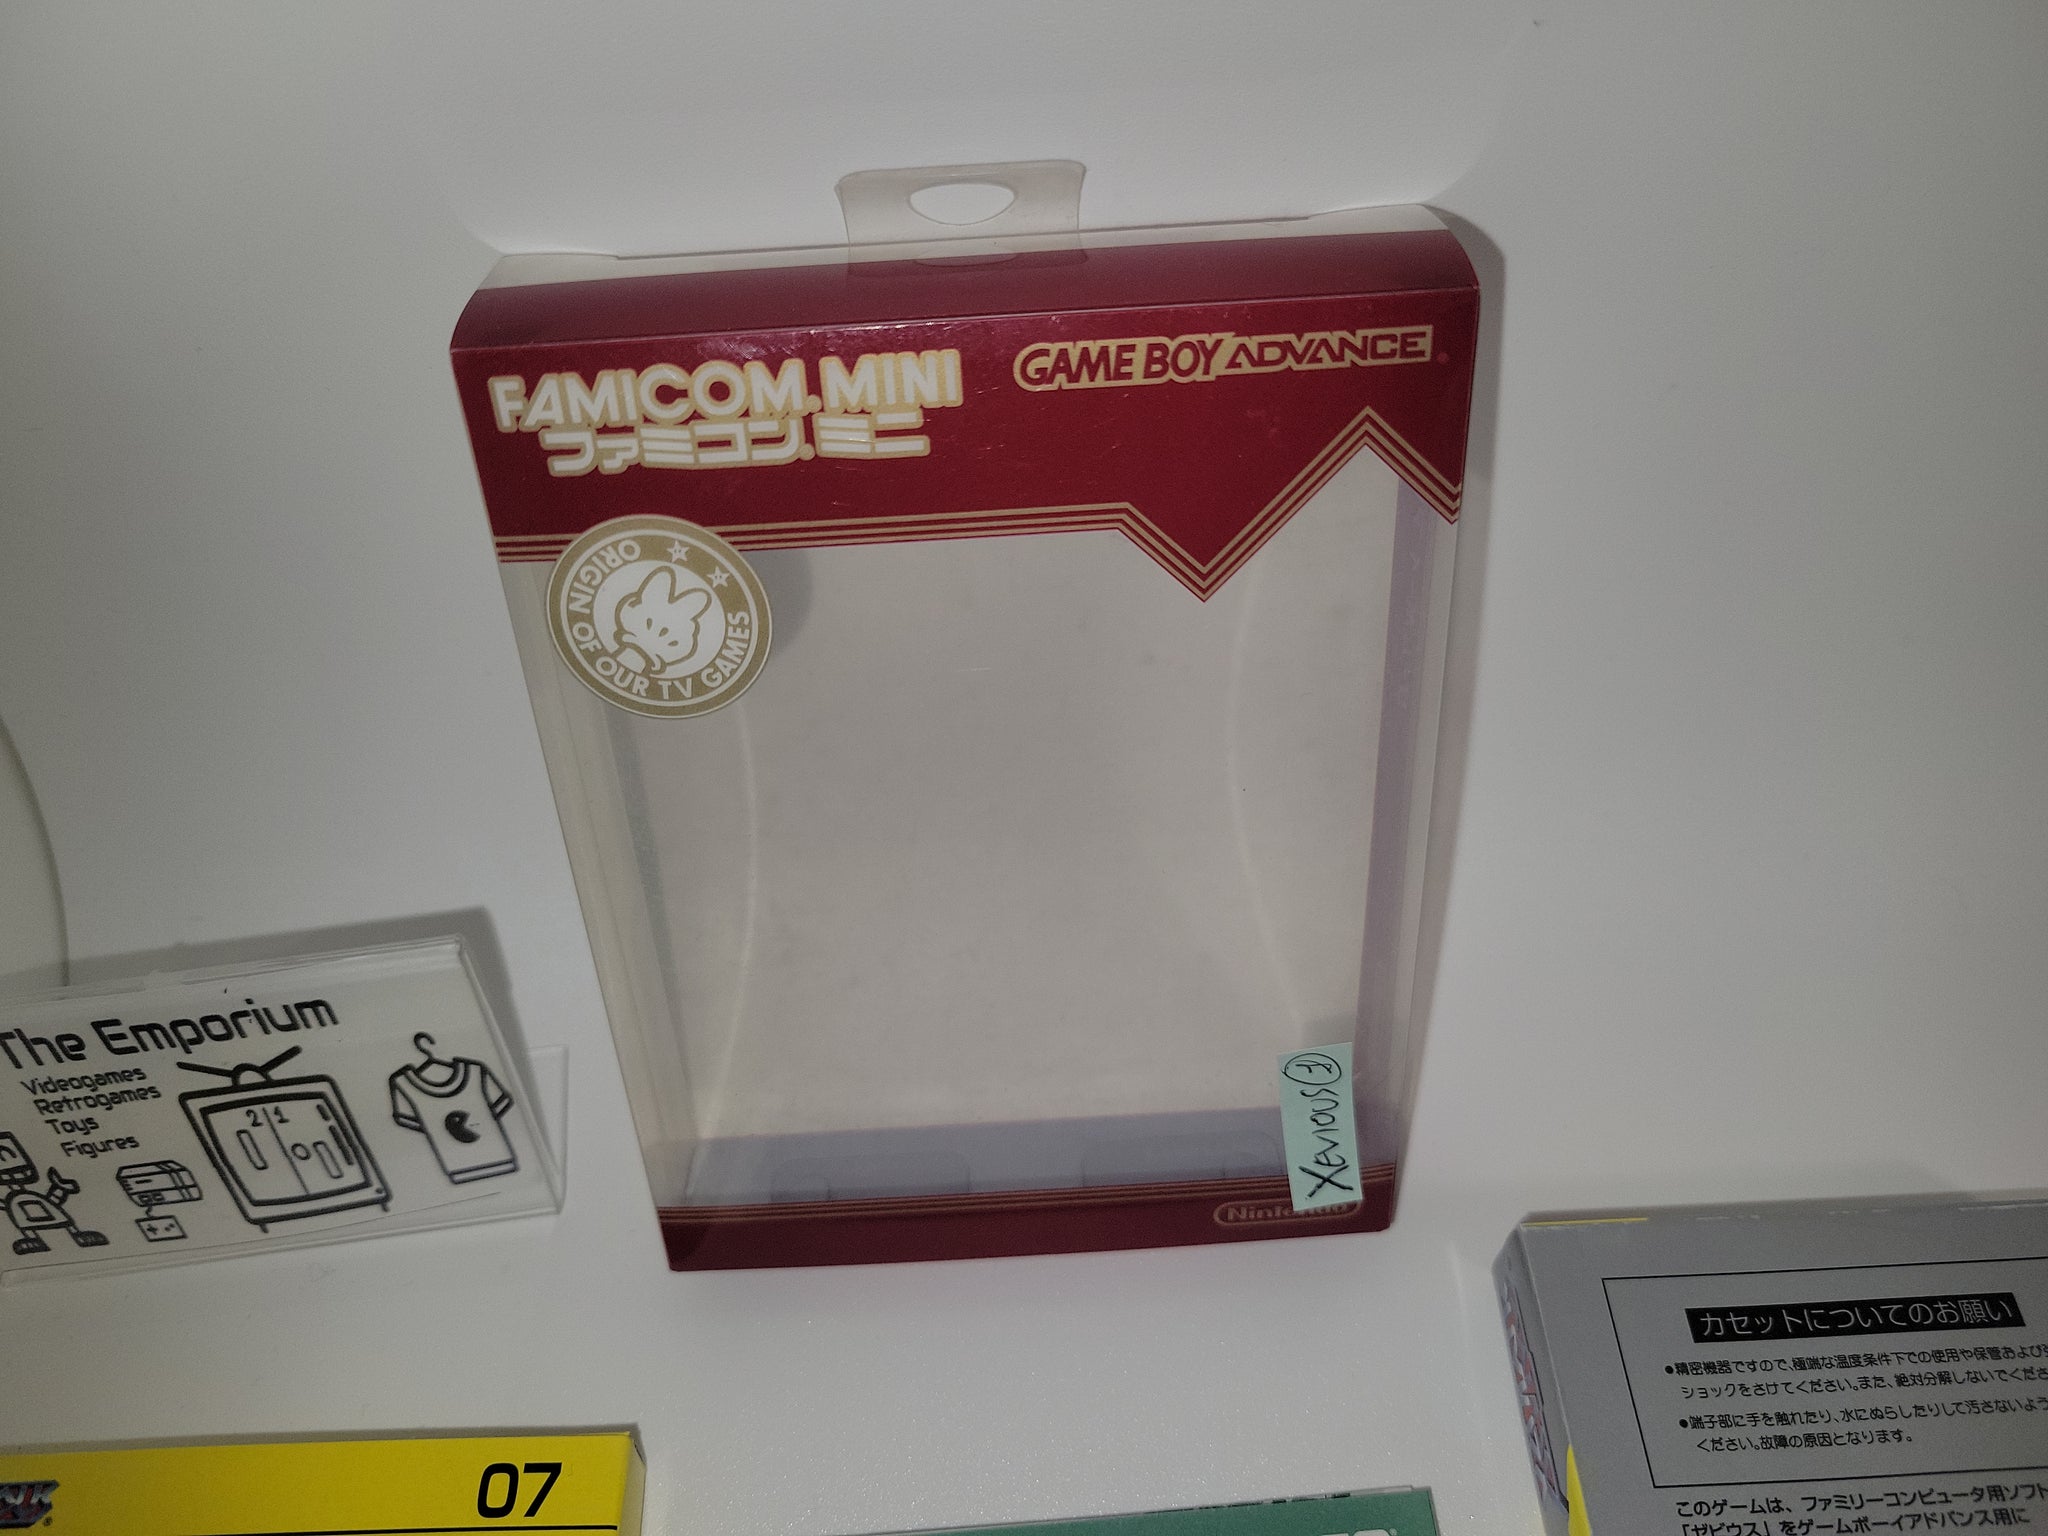 FAMICOM MINI
ファミコン ミニ
GAME BOY ADVANCE
ORIGIN OF OUR TV GAMES
XEVIOUS
Nintendo
The Emporium
Videogames
Retrogames
Toys
Figures
2 1
07
カセットについてのお願い
●精密機器ですので、極端な温度条件下での使用や保管および
ショックをさけてください。また、絶対分解しないでくださ
●端子部に手を触れたり、水にぬらしたりして汚さないよう
ください。故障の原因となります。
このゲームは、ファミリーコンピュータ用ソフト
「ゼビウス」をゲームボーイアドバンス用に